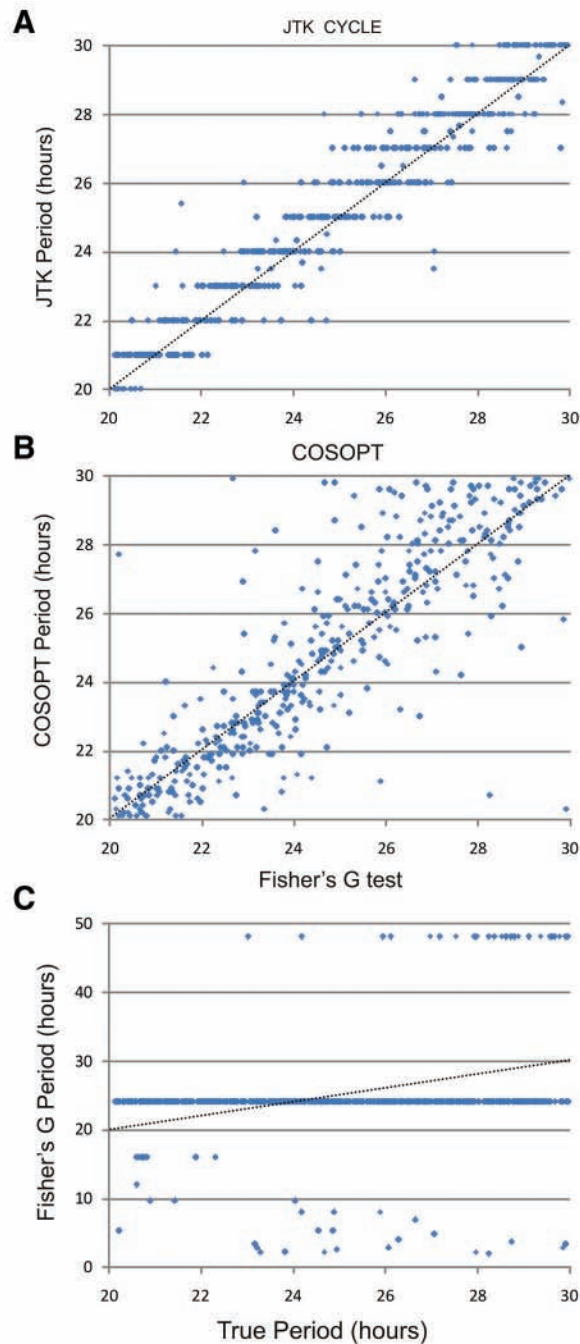 A
JTK CYCLE
JTK Period (hours)
30
28
26
24
22
20
20 22 24 26 28 30
B
COSOPT
COSOPT Period (hours)
30
28
26
24
22
20
20 22 24 26 28 30
Fisher's G test
C
Fisher's G Period (hours)
50
40
30
20
10
0
20 22 24 26 28 30
True Period (hours)